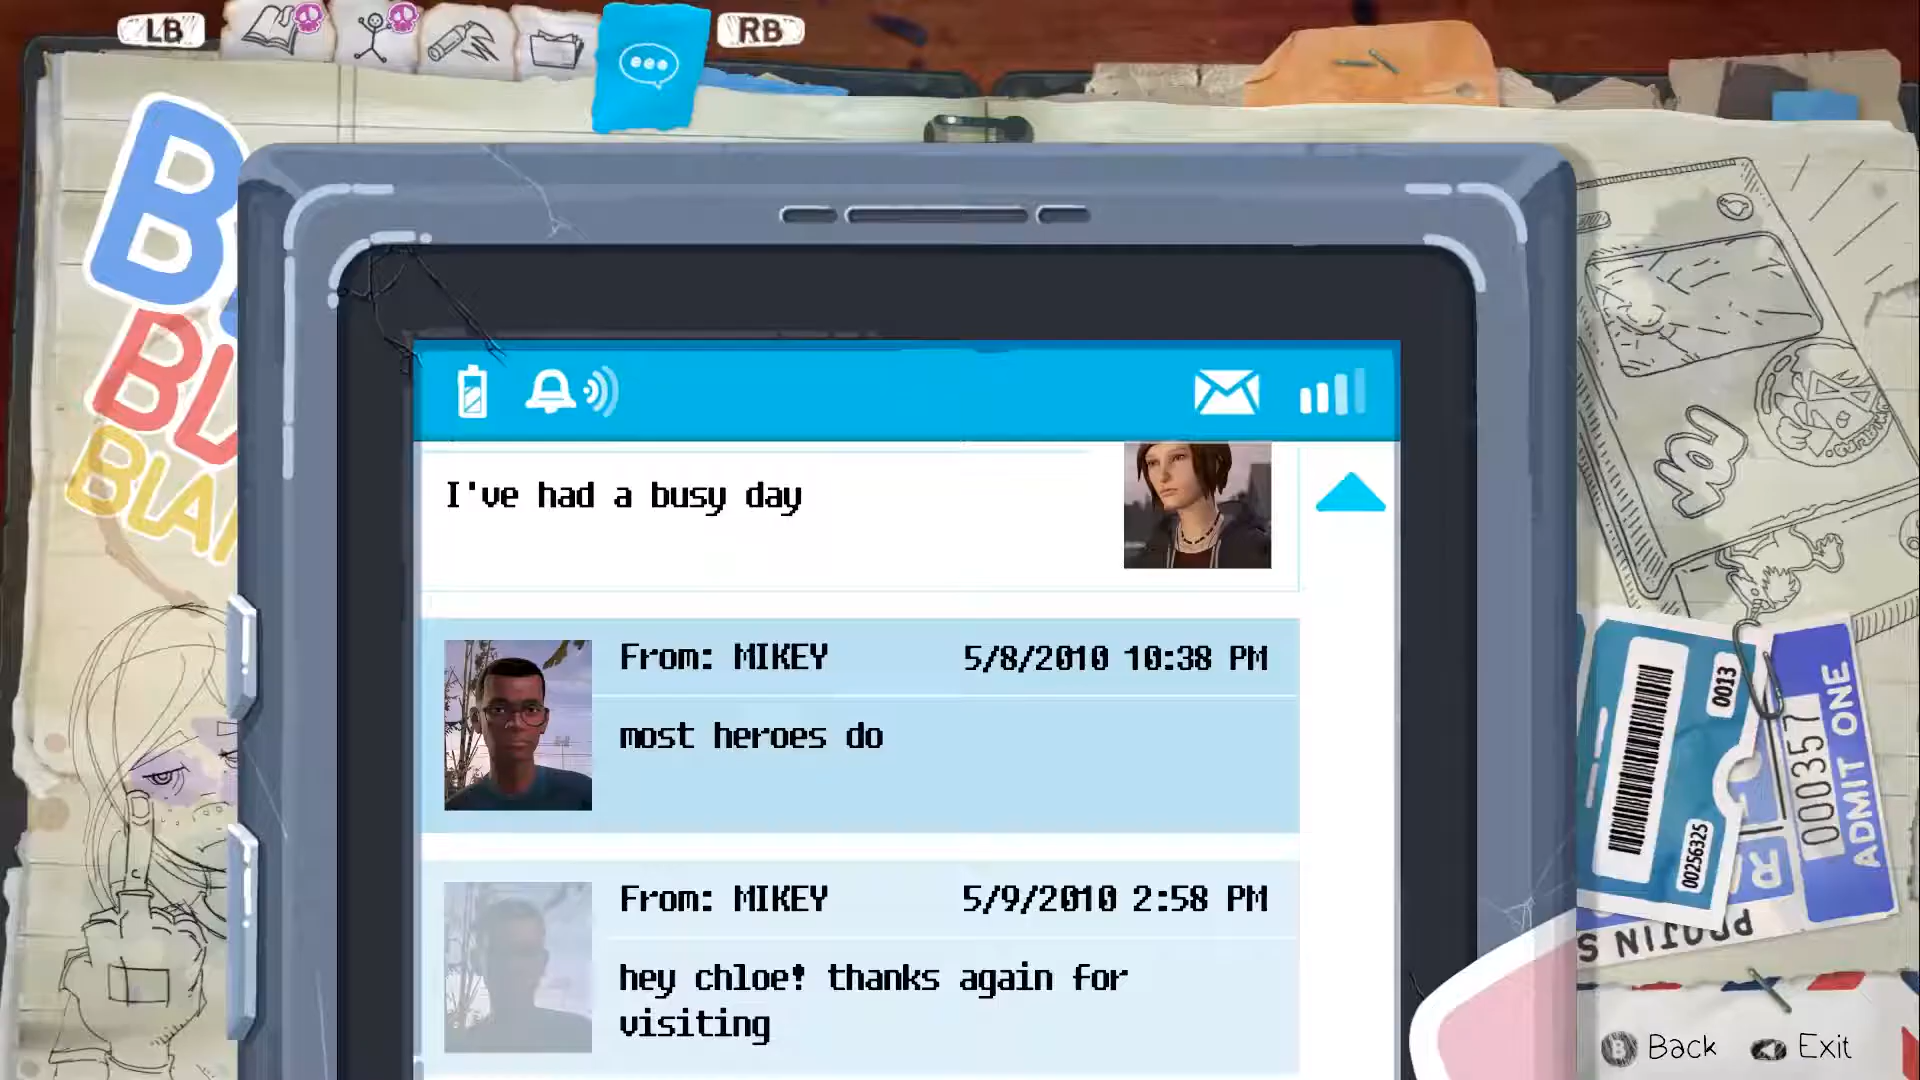 LB
RB
BL
BLAH
I've had a busy day
From: MIKEY 5/8/2010 10:38 PM
most heroes do
From: MIKEY 5/9/2010 2:58 PM
hey chloe! thanks again for
visiting
0013
00256325
000357
ADMIT ONE
B Back
Exit